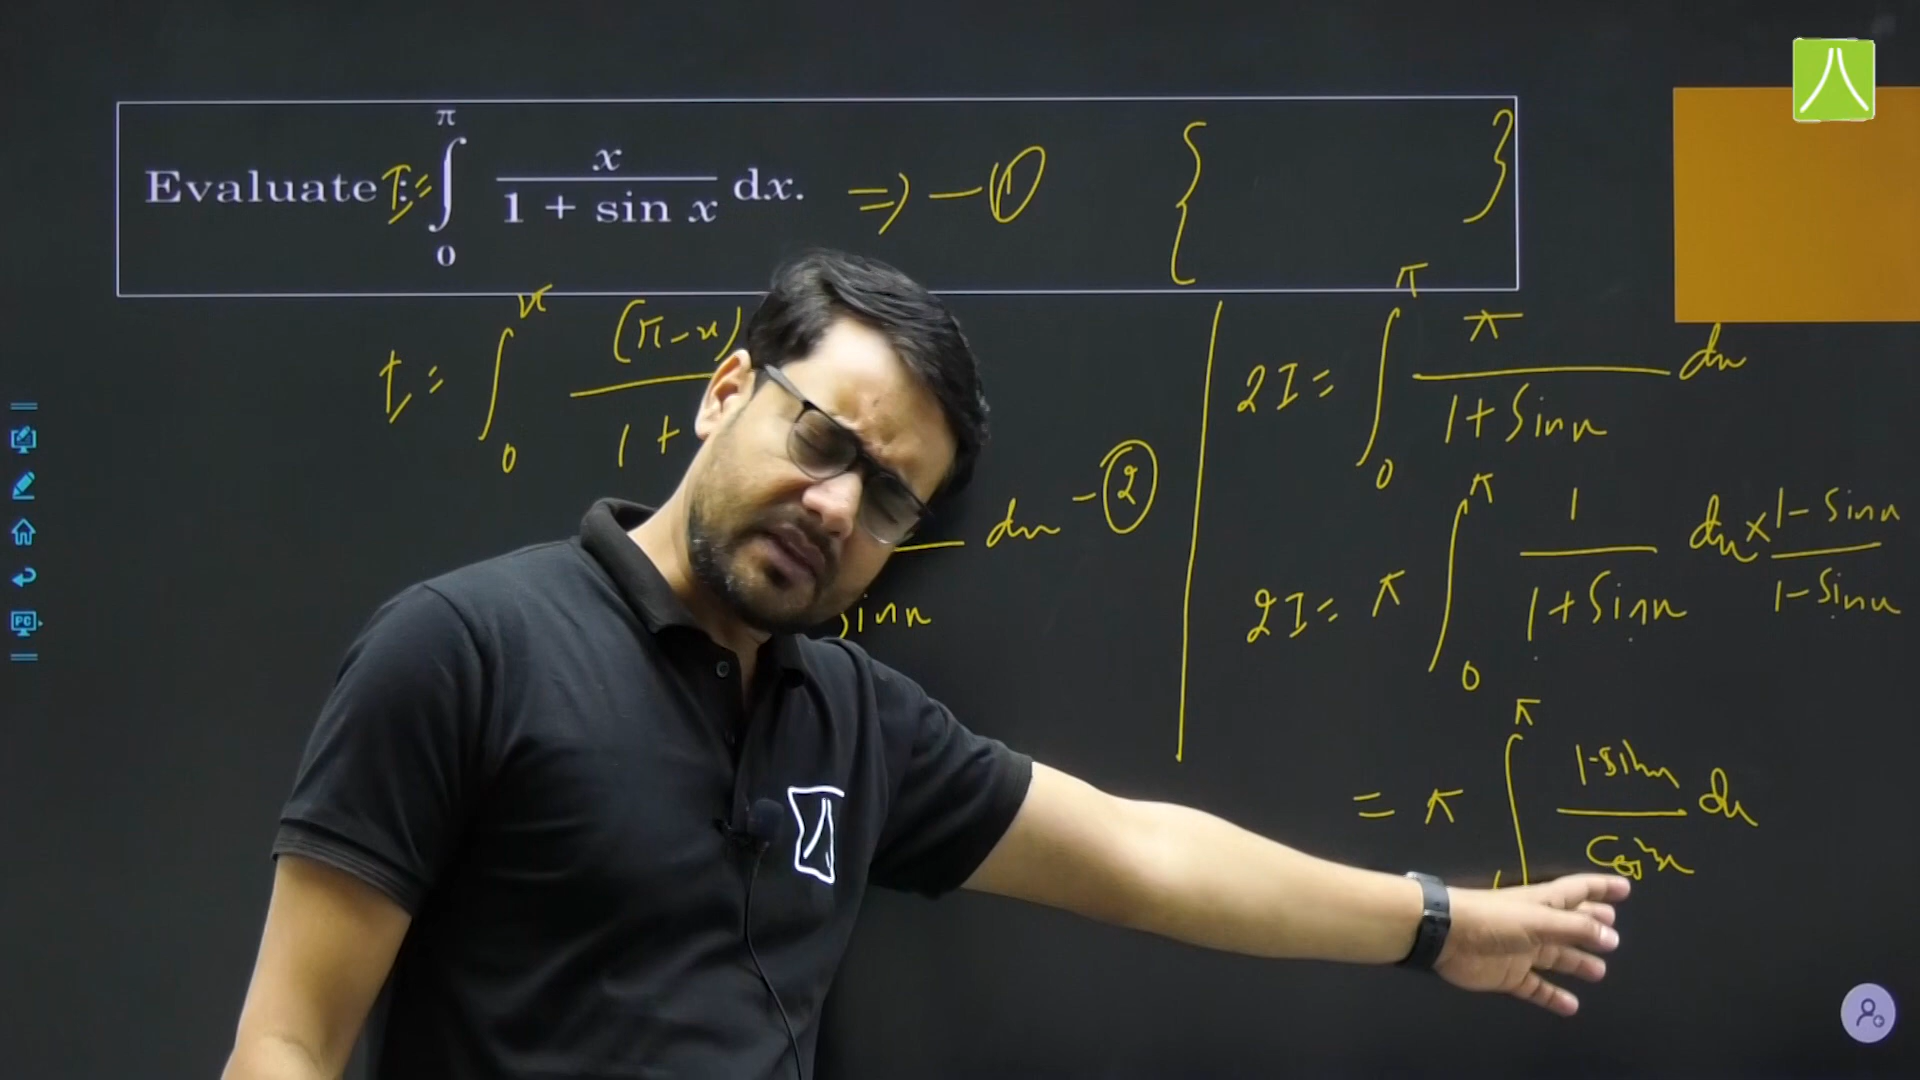 Evaluate : I = ∫₀^π x / (1 + sin x) dx. ⇒ – ① { }
I = ∫₀^π (π – x) / 1 +
dx – ②
sinx
2I = ∫₀^π π / (1 + Sinx) dx
2I = π ∫₀^π 1 / (1 + Sinx) dx × (1 – Sinx) / (1 – Sinx)
= π ∫^π (1 – sinx) / Cos²x dx
PC